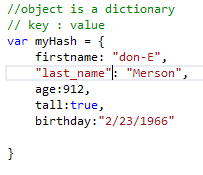 //object is a dictionary
// key : value
var myHash = {
    firstname: "don-E",
    "last_name": "Merson",
    age:912,
    tall:true,
    birthday:"2/23/1966"
}